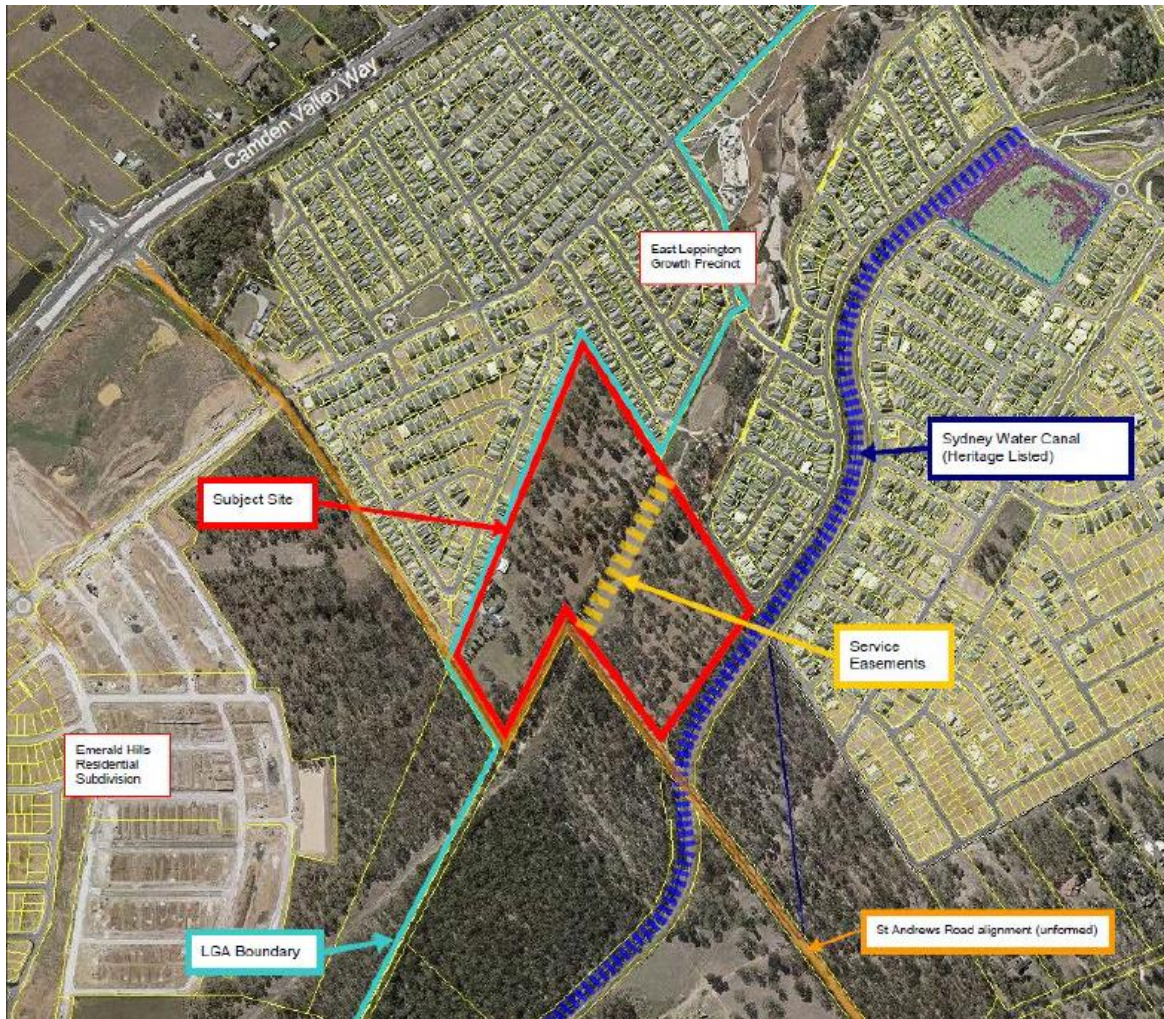 Camden Valley Way
East Leppington
Growth Precinct
Sydney Water Canal
(Heritage Listed)
Subject Site
Service
Easements
Emerald Hills
Residential
Subdivision
LGA Boundary
St Andrews Road alignment (unformed)